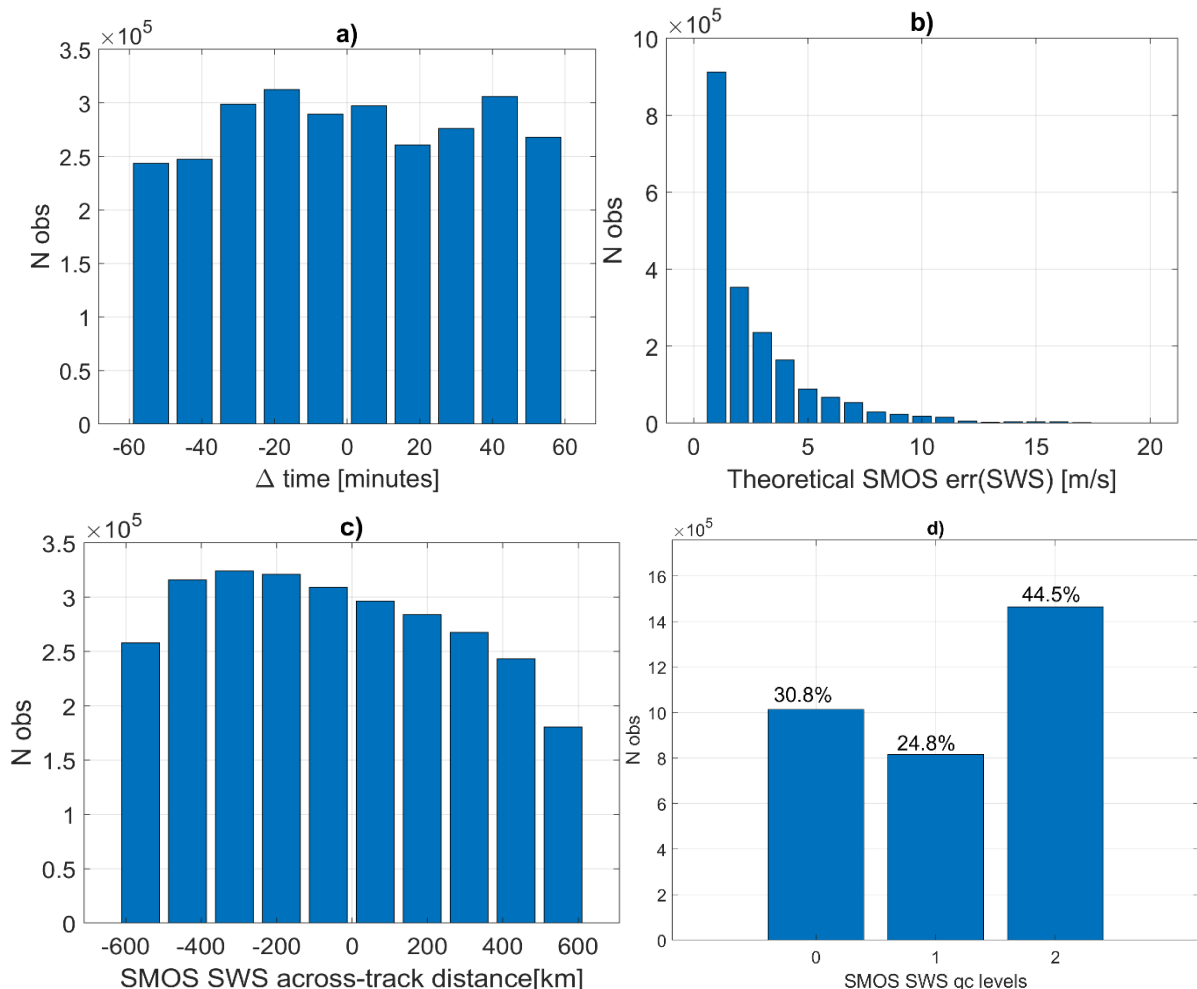 a)
×10⁵
3.5
3
2.5
2
1.5
1
0.5
0
N obs
-60 -40 -20 0 20 40 60
Δ time [minutes]
b)
×10⁵
10
8
6
4
2
0
N obs
0 5 10 15 20
Theoretical SMOS err(SWS) [m/s]
c)
×10⁵
3.5
3
2.5
2
1.5
1
0.5
0
N obs
-600 -400 -200 0 200 400 600
SMOS SWS across-track distance[km]
d)
×10⁵
16
14
12
10
8
6
4
2
0
N obs
30.8%
24.8%
44.5%
0 1 2
SMOS SWS qc levels